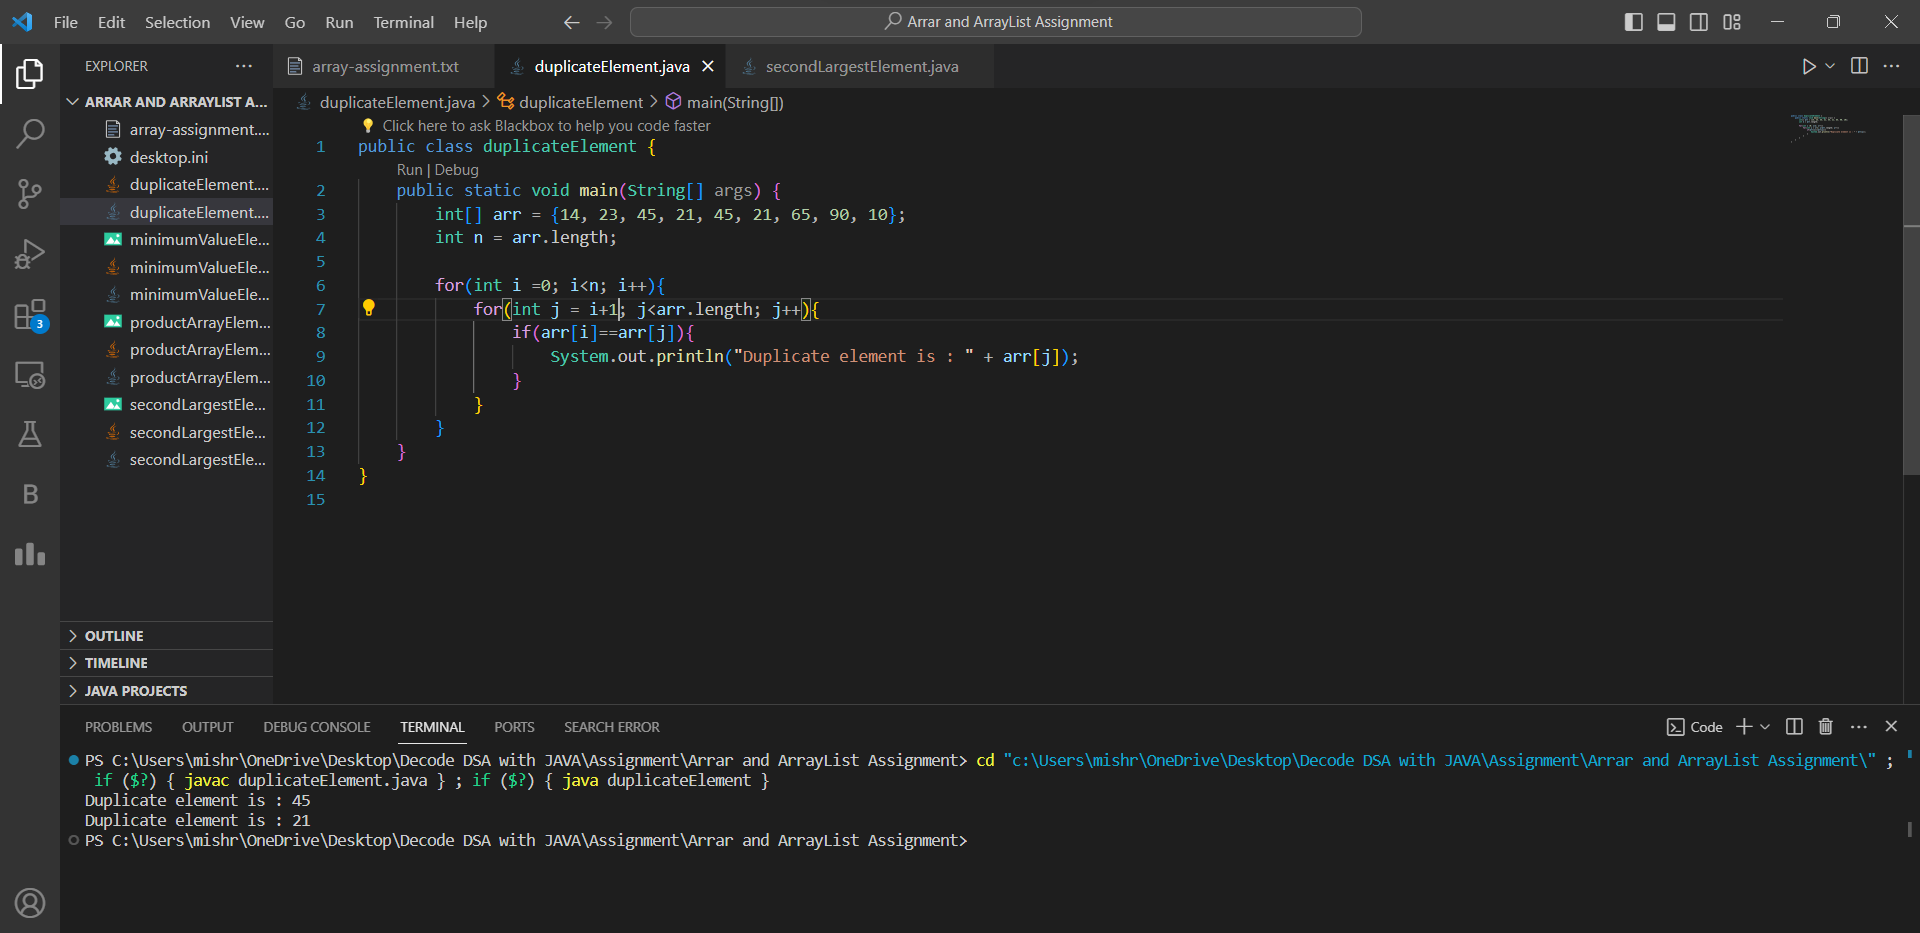 File Edit Selection View Go Run Terminal Help
Arrar and ArrayList Assignment
EXPLORER
ARRAR AND ARRAYLIST A...
array-assignment....
desktop.ini
duplicateElement....
duplicateElement....
minimumValueEle...
minimumValueEle...
minimumValueEle...
productArrayElem...
productArrayElem...
productArrayElem...
secondLargestEle...
secondLargestEle...
secondLargestEle...
OUTLINE
TIMELINE
JAVA PROJECTS
3
B
array-assignment.txt duplicateElement.java secondLargestElement.java
duplicateElement.java > duplicateElement > main(String[])
Click here to ask Blackbox to help you code faster
1 public class duplicateElement {
Run | Debug
2 public static void main(String[] args) {
3 int[] arr = {14, 23, 45, 21, 45, 21, 65, 90, 10};
4 int n = arr.length;
5
6 for(int i =0; i<n; i++){
7 for(int j = i+1; j<arr.length; j++){
8 if(arr[i]==arr[j]){
9 System.out.println("Duplicate element is : " + arr[j]);
10 }
11 }
12 }
13 }
14 }
15
PROBLEMS OUTPUT DEBUG CONSOLE TERMINAL PORTS SEARCH ERROR
Code
PS C:\Users\mishr\OneDrive\Desktop\Decode DSA with JAVA\Assignment\Arrar and ArrayList Assignment> cd "c:\Users\mishr\OneDrive\Desktop\Decode DSA with JAVA\Assignment\Arrar and ArrayList Assignment\" ;
if ($?) { javac duplicateElement.java } ; if ($?) { java duplicateElement }
Duplicate element is : 45
Duplicate element is : 21
PS C:\Users\mishr\OneDrive\Desktop\Decode DSA with JAVA\Assignment\Arrar and ArrayList Assignment>